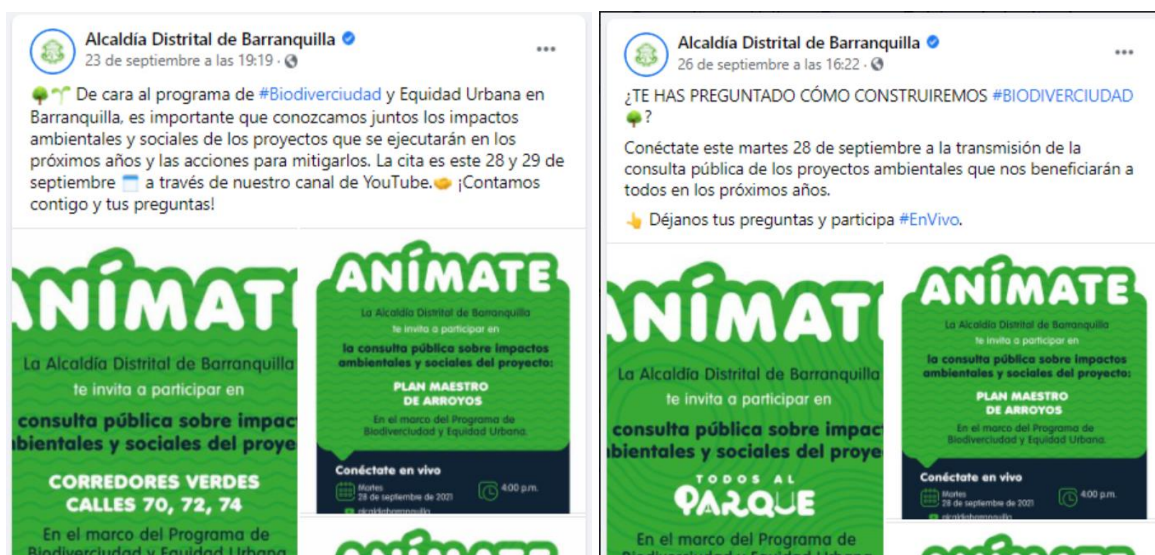 Alcaldía Distrital de Barranquilla
23 de septiembre a las 19:19 ·
De cara al programa de #Biodiverciudad y Equidad Urbana en
Barranquilla, es importante que conozcamos juntos los impactos
ambientales y sociales de los proyectos que se ejecutarán en los
próximos años y las acciones para mitigarlos. La cita es este 28 y 29 de
septiembre a través de nuestro canal de YouTube. ¡Contamos
contigo y tus preguntas!
ANÍMAT
La Alcaldía Distrital de Barranquilla
te invita a participar en
consulta pública sobre impac
bientales y sociales del proye
CORREDORES VERDES
CALLES 70, 72, 74
En el marco del Programa de
Biodiverciudad y Equidad Urbana
ANÍMATE
La Alcaldía Distrital de Barranquilla
te invita a participar en
la consulta pública sobre impactos
ambientales y sociales del proyecto:
PLAN MAESTRO
DE ARROYOS
En el marco del Programa de
Biodiverciudad y Equidad Urbana.
Conéctate en vivo
Martes
28 de septiembre de 2021
4:00 p.m.
alcaldiabarranquilla
Alcaldía Distrital de Barranquilla
26 de septiembre a las 16:22 ·
¿TE HAS PREGUNTADO CÓMO CONSTRUIREMOS #BIODIVERCIUDAD
?
Conéctate este martes 28 de septiembre a la transmisión de la
consulta pública de los proyectos ambientales que nos beneficiarán a
todos en los próximos años.
Déjanos tus preguntas y participa #EnVivo.
ANÍMAT
La Alcaldía Distrital de Barranquilla
te invita a participar en
consulta pública sobre impac
bientales y sociales del proye
TODOS AL
PARQUE
En el marco del Programa de
Biodiverciudad y Equidad Urbana
ANÍMATE
La Alcaldía Distrital de Barranquilla
te invita a participar en
la consulta pública sobre impactos
ambientales y sociales del proyecto:
PLAN MAESTRO
DE ARROYOS
En el marco del Programa de
Biodiverciudad y Equidad Urbana.
Conéctate en vivo
Martes
28 de septiembre de 2021
4:00 p.m.
alcaldiabarranquilla